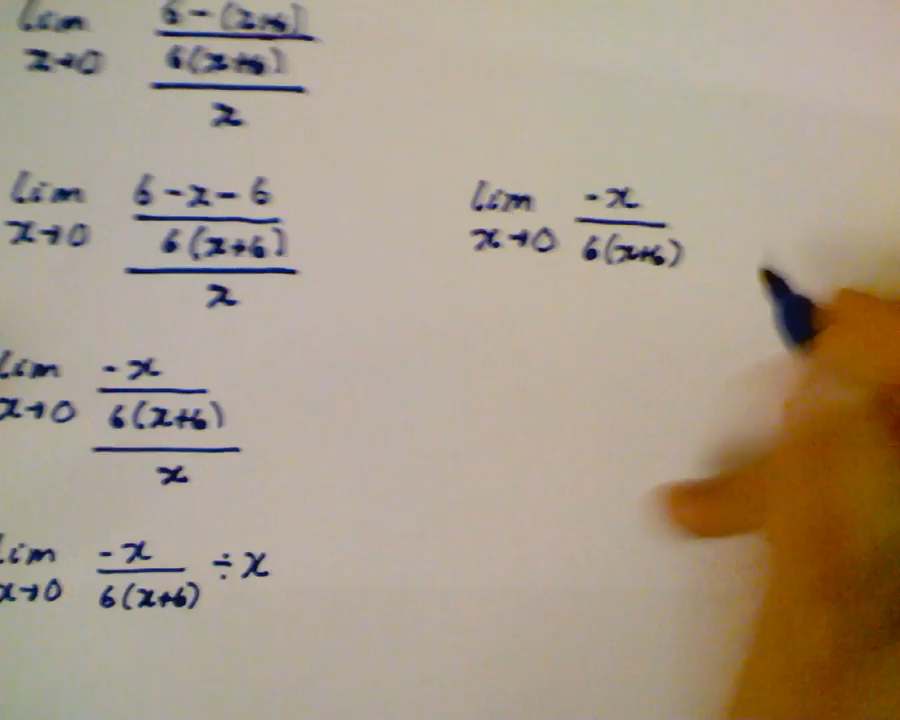 lim 6-(x+6)
x→0 6(x+6)
x
lim 6-x-6
x→0 6(x+6)
x
lim -x
x→0 6(x+6)
x
lim -x ÷ x
x→0 6(x+6)
lim -x
x→0 6(x+6)